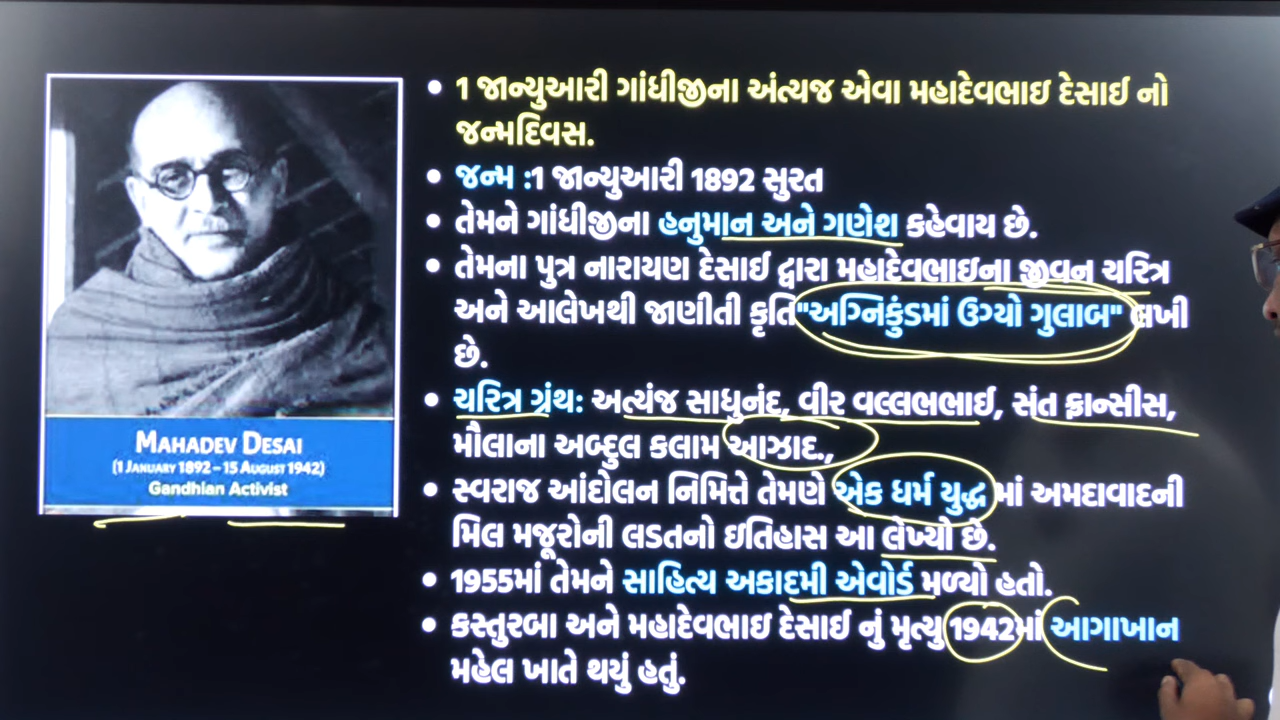 MAHADEV DESAI
(1 JANUARY 1892 – 15 AUGUST 1942)
Gandhian Activist
• 1 જાન્યુઆરી ગાંધીજીના અંત્યજ એવા મહાદેવભાઇ દેસાઈ નો
જન્મદિવસ.
• જન્મ :1 જાન્યુઆરી 1892 સુરત
• તેમને ગાંધીજીના હનુમાન અને ગણેશ કહેવાય છે.
• તેમના પુત્ર નારાયણ દેસાઈ દ્વારા મહાદેવભાઇના જીવન ચરિત્ર
અને આલેખથી જાણીતી કૃતિ"અગ્નિકુંડમાં ઉગ્યો ગુલાબ" લખી
છે.
• ચરિત્ર ગ્રંથ: અત્યંજ સાધુનંદ, વીર વલ્લભભાઈ, સંત ફ્રાન્સીસ,
મૌલાના અબ્દુલ કલામ આઝાદ.,
• સ્વરાજ આંદોલન નિમિત્તે તેમણે એક ધર્મ યુદ્ધ માં અમદાવાદની
મિલ મજૂરોની લડતનો ઇતિહાસ આ લેખ્યો છે.
• 1955માં તેમને સાહિત્ય અકાદમી એવોર્ડ મળ્યો હતો.
• કસ્તુરબા અને મહાદેવભાઇ દેસાઈ નું મૃત્યુ 1942માં આગાખાન
મહેલ ખાતે થયું હતું.